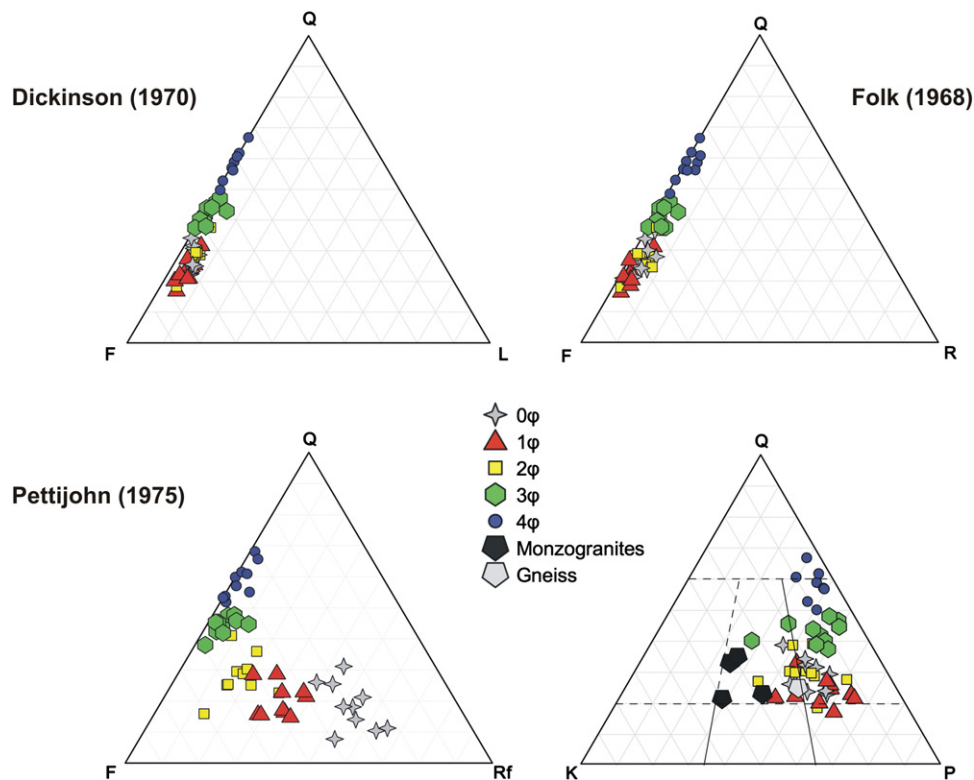 Q
Q
Dickinson (1970)
Folk (1968)
F
L
F
R
0φ
1φ
2φ
3φ
4φ
Monzogranites
Gneiss
Q
Q
Pettijohn (1975)
F
Rf
K
P